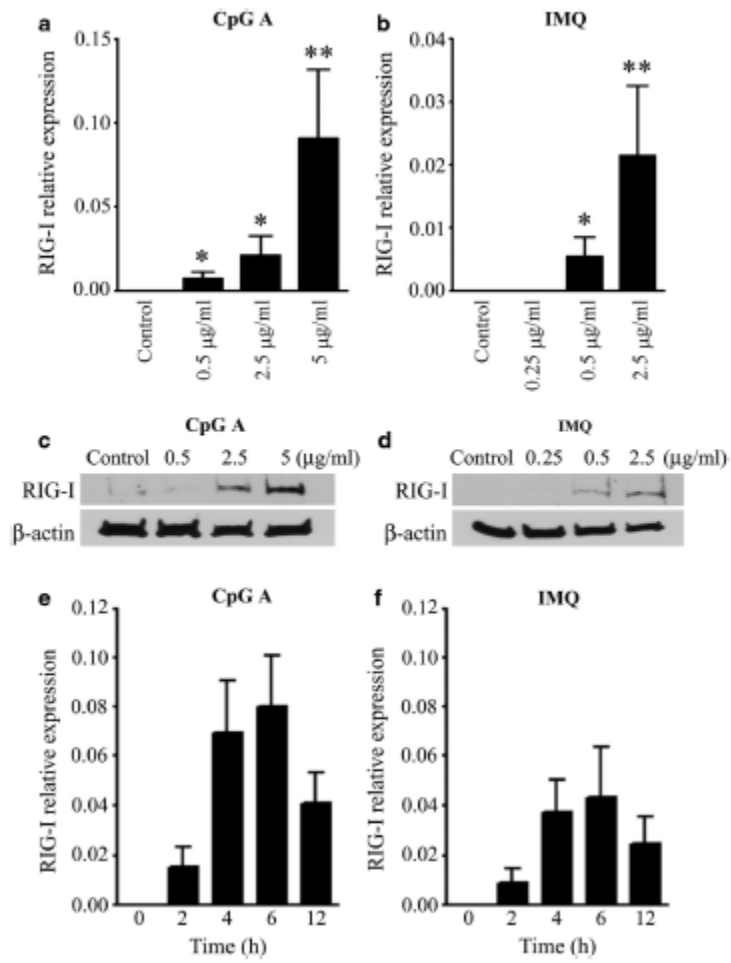 a CpG A
RIG-I relative expression
0.15
0.10
0.05
0.00
* * **
Control 0.5 µg/ml 2.5 µg/ml 5 µg/ml
b IMQ
RIG-I relative expression
0.04
0.03
0.02
0.01
0.00
* **
Control 0.25 µg/ml 0.5 µg/ml 2.5 µg/ml
c CpG A
Control 0.5 2.5 5 (µg/ml)
RIG-I
β-actin
d IMQ
Control 0.25 0.5 2.5 (µg/ml)
RIG-I
β-actin
e CpG A
RIG-I relative expression
0.12
0.10
0.08
0.06
0.04
0.02
0.00
0 2 4 6 12
Time (h)
f IMQ
RIG-I relative expression
0.12
0.10
0.08
0.06
0.04
0.02
0.00
0 2 4 6 12
Time (h)